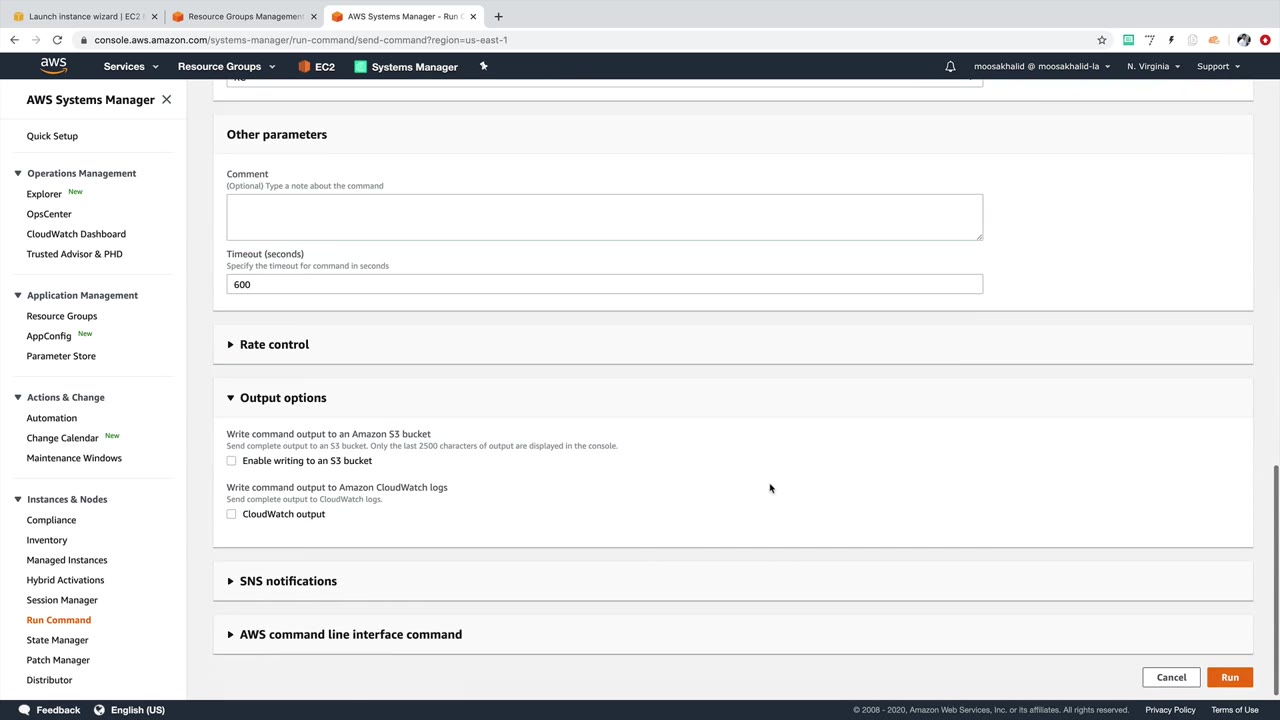 Launch instance wizard | EC2
Resource Groups Management
AWS Systems Manager - Run C
console.aws.amazon.com/systems-manager/run-command/send-command?region=us-east-1
aws
Services
Resource Groups
EC2
Systems Manager
moosakhalid @ moosakhalid-la
N. Virginia
Support
AWS Systems Manager
Quick Setup
Operations Management
Explorer New
OpsCenter
CloudWatch Dashboard
Trusted Advisor & PHD
Application Management
Resource Groups
AppConfig New
Parameter Store
Actions & Change
Automation
Change Calendar New
Maintenance Windows
Instances & Nodes
Compliance
Inventory
Managed Instances
Hybrid Activations
Session Manager
Run Command
State Manager
Patch Manager
Distributor
Other parameters
Comment
(Optional) Type a note about the command
Timeout (seconds)
Specify the timeout for command in seconds
600
Rate control
Output options
Write command output to an Amazon S3 bucket
Send complete output to an S3 bucket. Only the last 2500 characters of output are displayed in the console.
Enable writing to an S3 bucket
Write command output to Amazon CloudWatch logs
Send complete output to CloudWatch logs.
CloudWatch output
SNS notifications
AWS command line interface command
Cancel
Run
Feedback
English (US)
© 2008 - 2020, Amazon Web Services, Inc. or its affiliates. All rights reserved.
Privacy Policy
Terms of Use